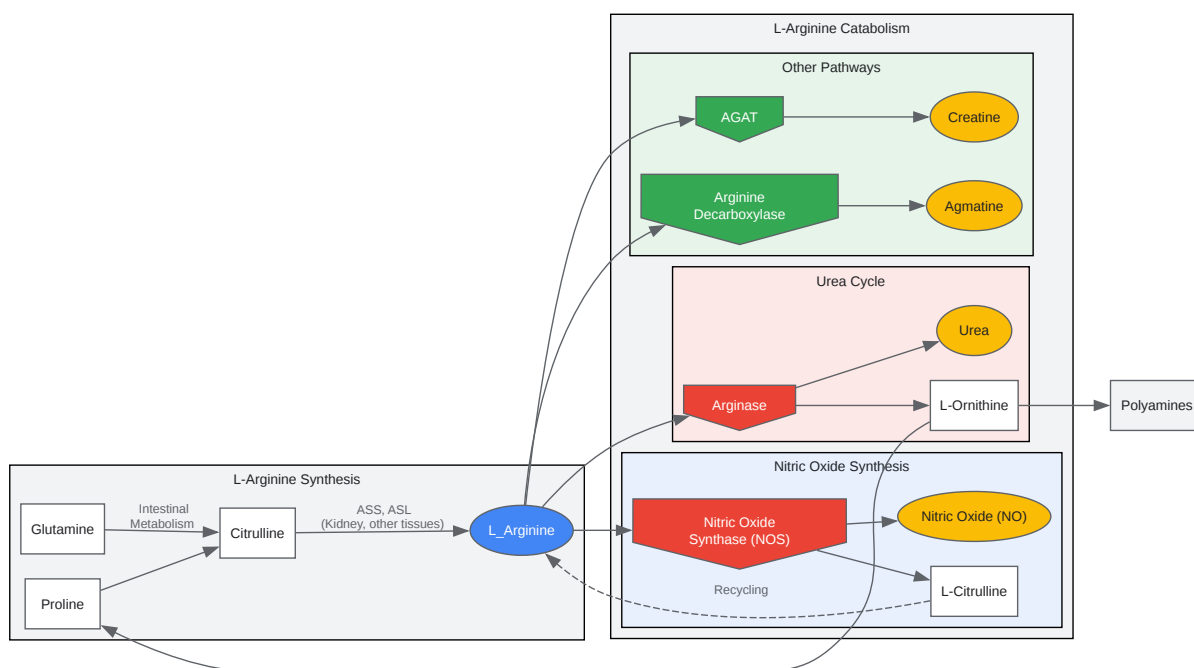 L-Arginine Catabolism
Other Pathways
AGAT
Creatine
Arginine
Decarboxylase
Agmatine
Urea Cycle
Urea
Arginase
L-Ornithine
Polyamines
L-Arginine Synthesis
Glutamine
Intestinal
Metabolism
Citrulline
ASS, ASL
(Kidney, other tissues)
L_Arginine
Proline
Nitric Oxide Synthesis
Nitric Oxide
Synthase (NOS)
Nitric Oxide (NO)
Recycling
L-Citrulline